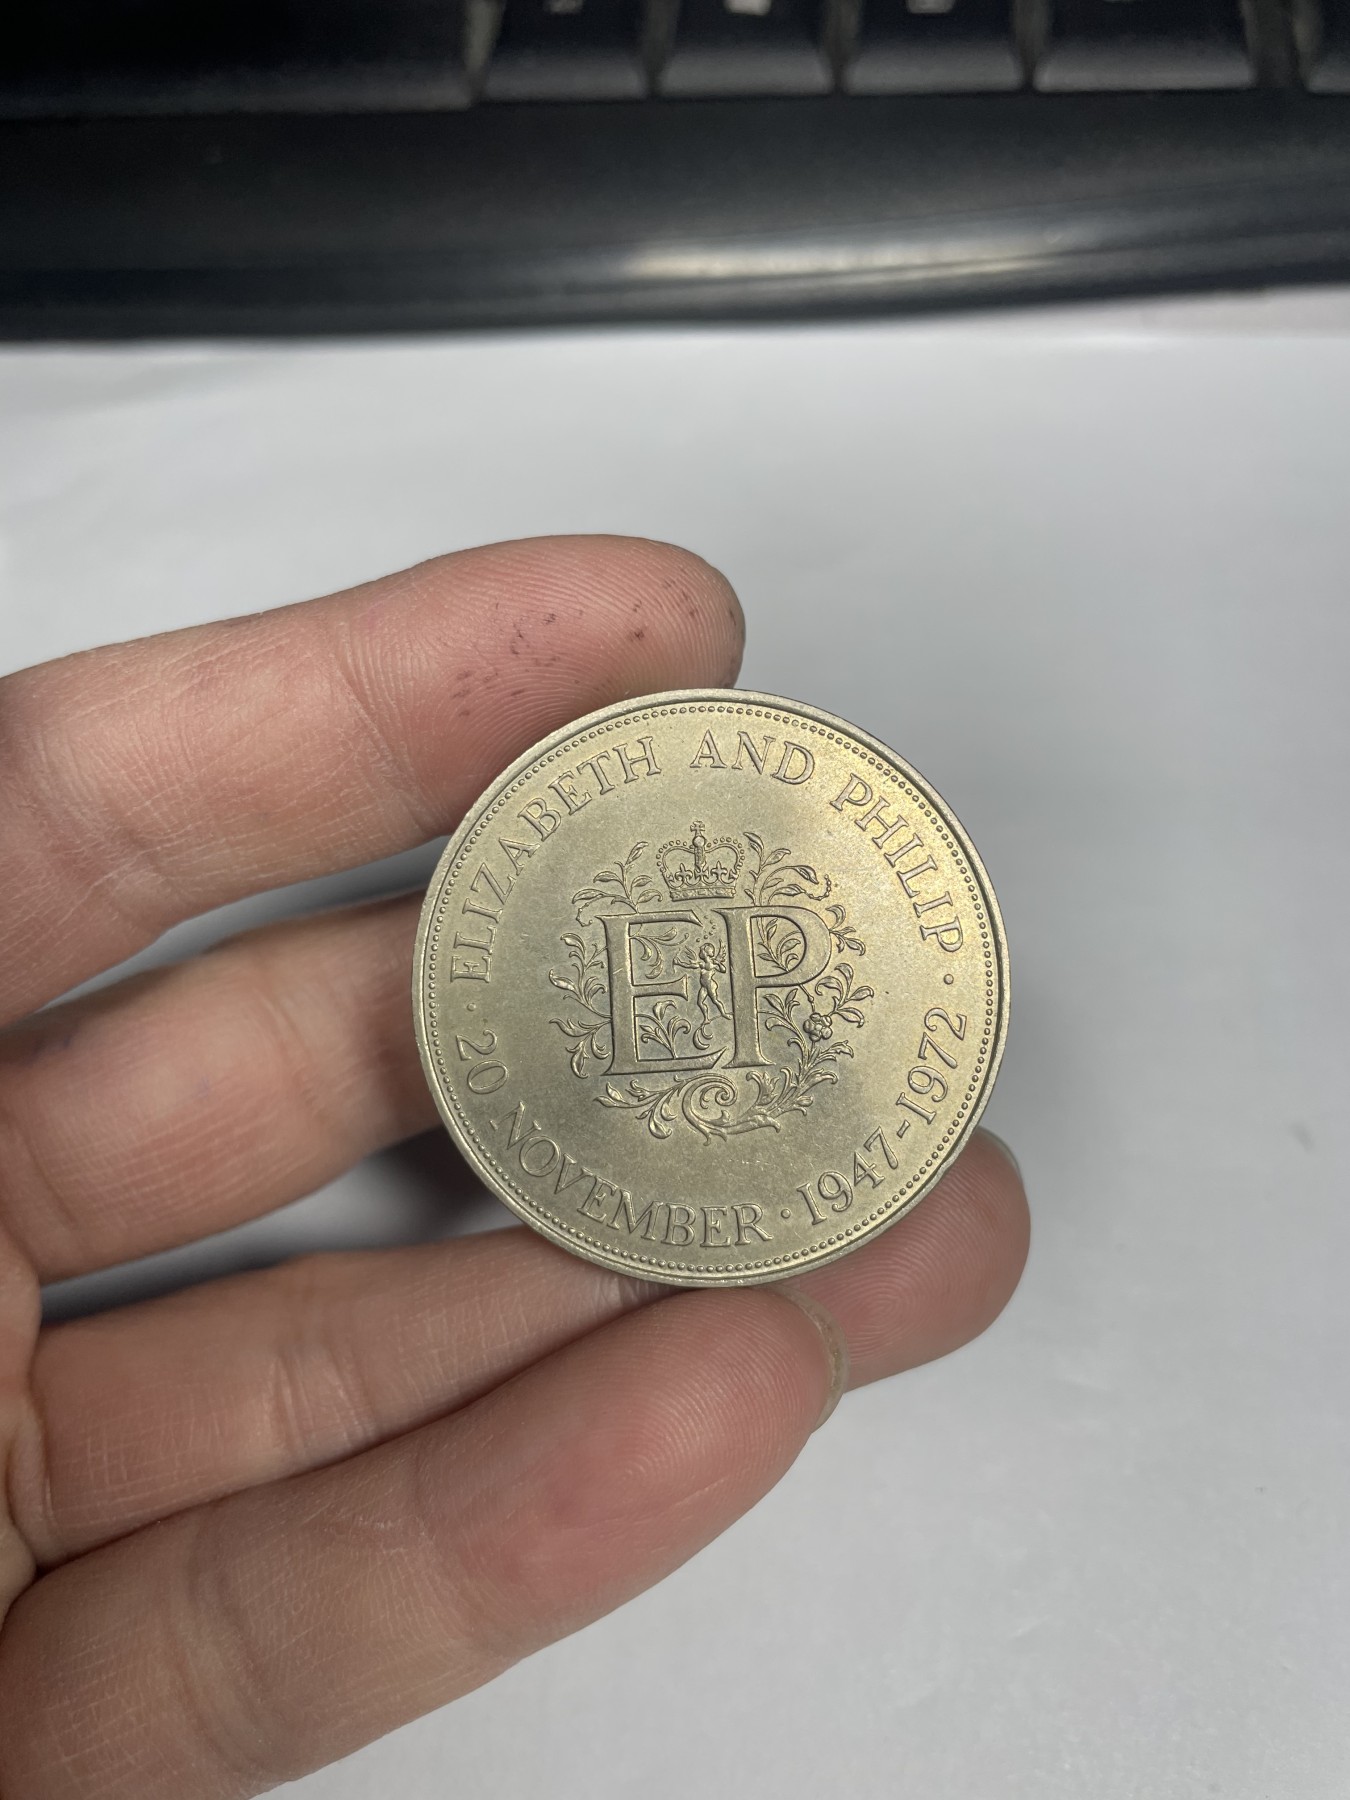 · ELIZABETH AND PHILIP ·
20 NOVEMBER · 1947-1972
EP